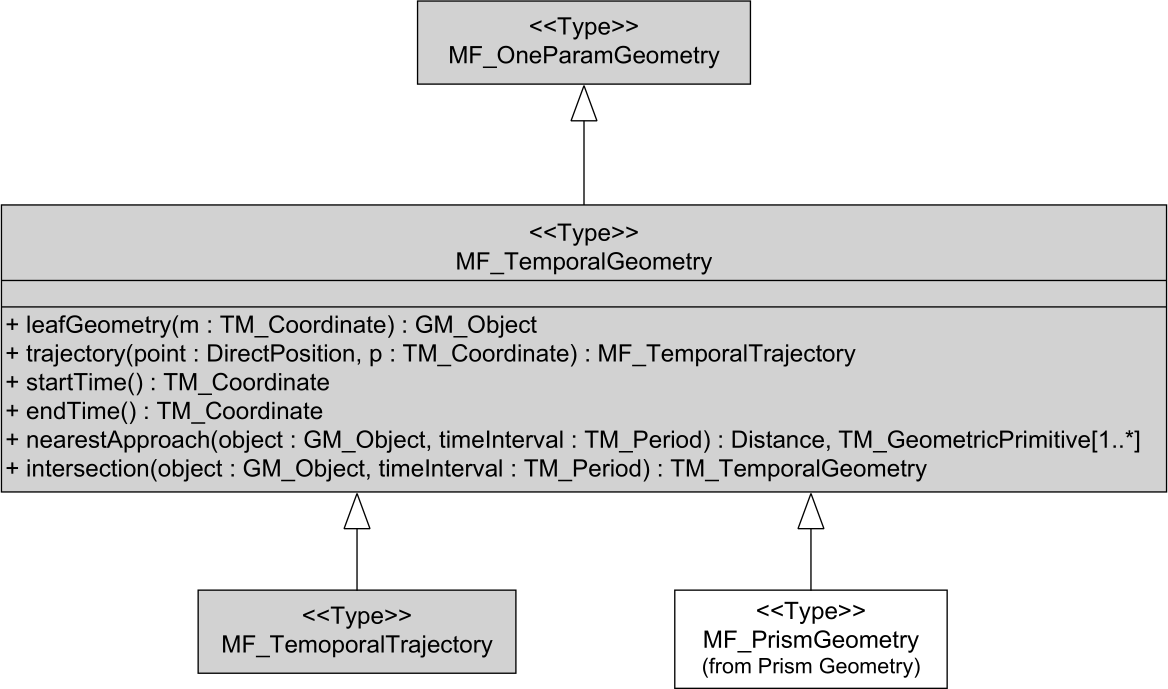 <<Type>>
MF_OneParamGeometry
<<Type>>
MF_TemporalGeometry
+ leafGeometry(m : TM_Coordinate) : GM_Object
+ trajectory(point : DirectPosition, p : TM_Coordinate) : MF_TemporalTrajectory
+ startTime() : TM_Coordinate
+ endTime() : TM_Coordinate
+ nearestApproach(object : GM_Object, timeInterval : TM_Period) : Distance, TM_GeometricPrimitive[1..*]
+ intersection(object : GM_Object, timeInterval : TM_Period) : TM_TemporalGeometry
<<Type>>
MF_TemoporalTrajectory
<<Type>>
MF_PrismGeometry
(from Prism Geometry)